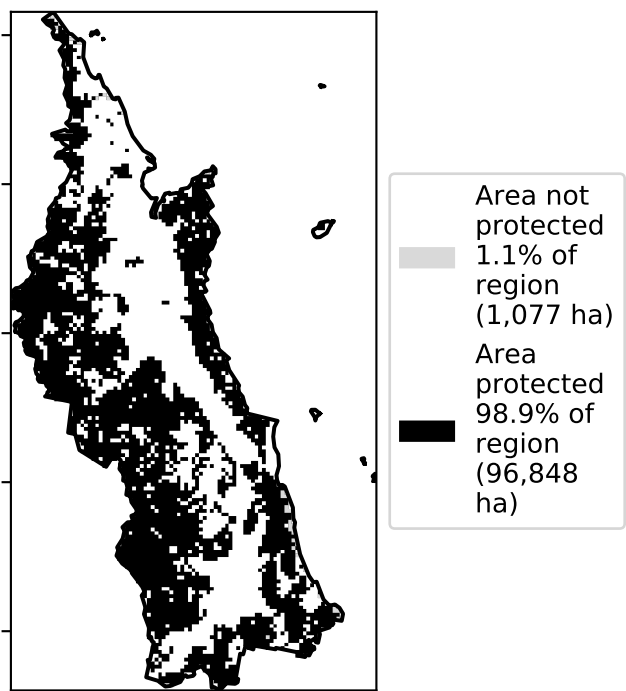 Area not
protected
1.1% of
region
(1,077 ha)
Area
protected
98.9% of
region
(96,848
ha)